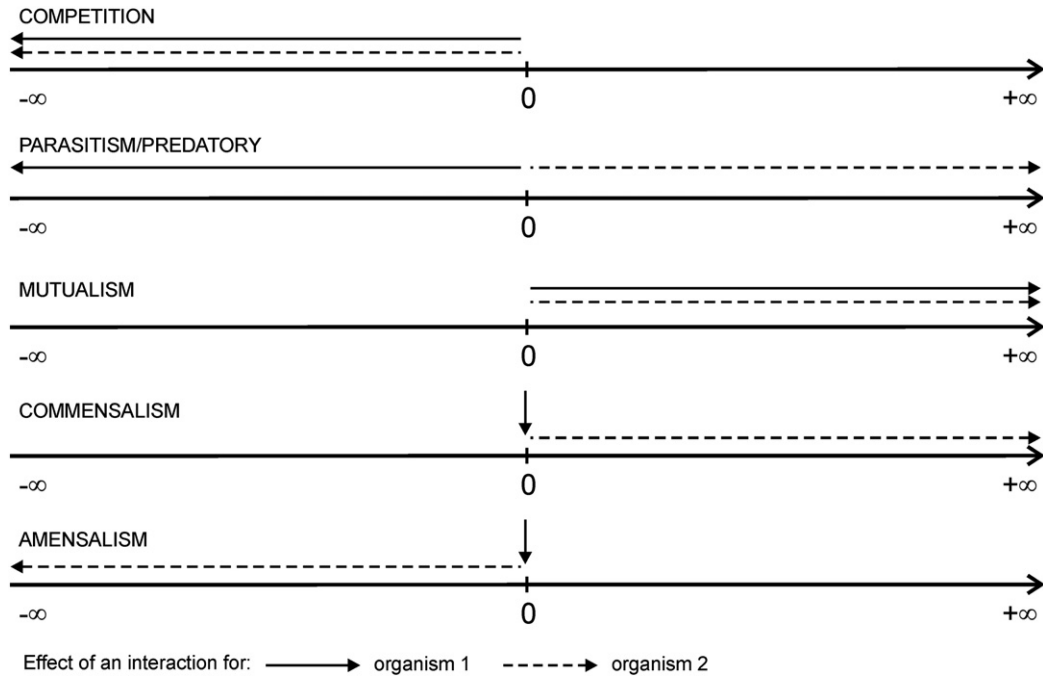 COMPETITION
-∞ 0 +∞
PARASITISM/PREDATORY
-∞ 0 +∞
MUTUALISM
-∞ 0 +∞
COMMENSALISM
-∞ 0 +∞
AMENSALISM
-∞ 0 +∞
Effect of an interaction for: organism 1 organism 2